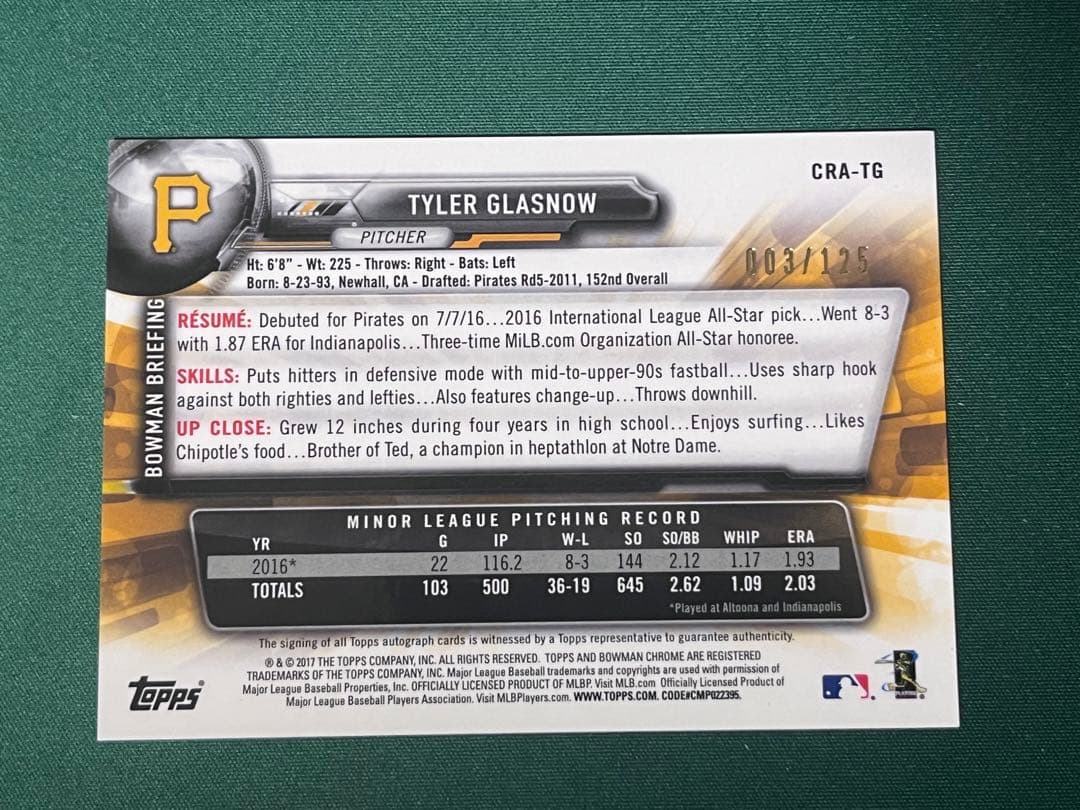 P
CRA-TG
TYLER GLASNOW
PITCHER
003/125
Ht: 6'8" - Wt: 225 - Throws: Right - Bats: Left
Born: 8-23-93, Newhall, CA - Drafted: Pirates Rd5-2011, 152nd Overall
BOWMAN BRIEFING
RÉSUMÉ: Debuted for Pirates on 7/7/16...2016 International League All-Star pick...Went 8-3
with 1.87 ERA for Indianapolis...Three-time MiLB.com Organization All-Star honoree.
SKILLS: Puts hitters in defensive mode with mid-to-upper-90s fastball...Uses sharp hook
against both righties and lefties...Also features change-up...Throws downhill.
UP CLOSE: Grew 12 inches during four years in high school...Enjoys surfing...Likes
Chipotle's food...Brother of Ted, a champion in heptathlon at Notre Dame.
MINOR LEAGUE PITCHING RECORD
YR G IP W-L SO SO/BB WHIP ERA
2016* 22 116.2 8-3 144 2.12 1.17 1.93
TOTALS 103 500 36-19 645 2.62 1.09 2.03
*Played at Altoona and Indianapolis
The signing of all Topps autograph cards is witnessed by a Topps representative to guarantee authenticity.
® & © 2017 THE TOPPS COMPANY, INC. ALL RIGHTS RESERVED. TOPPS AND BOWMAN CHROME ARE REGISTERED
TRADEMARKS OF THE TOPPS COMPANY, INC. Major League Baseball trademarks and copyrights are used with permission of
Major League Baseball Properties, Inc. OFFICIALLY LICENSED PRODUCT OF MLBP. Visit MLB.com Officially Licensed Product of
Major League Baseball Players Association. Visit MLBPlayers.com. WWW.TOPPS.COM. CODE#CMP022395.
topps